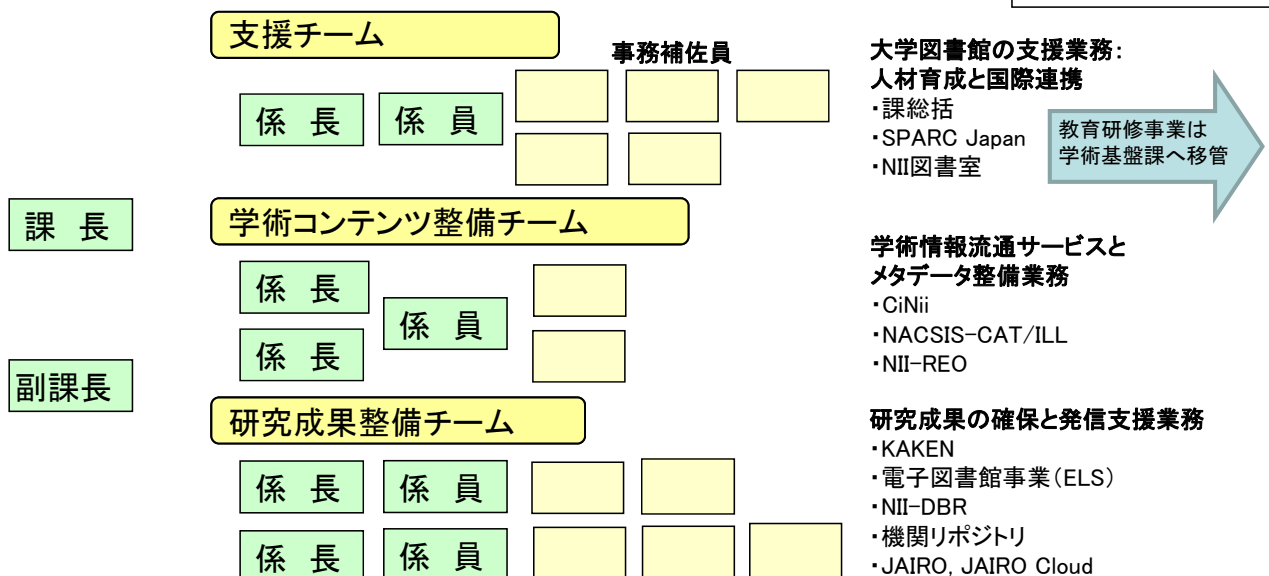 支援チーム
事務補佐員
係 長
係 員
大学図書館の支援業務:
人材育成と国際連携
・課総括
・SPARC Japan
・NII図書室
教育研修事業は
学術基盤課へ移管
課 長
学術コンテンツ整備チーム
係 長
係 員
係 長
学術情報流通サービスと
メタデータ整備業務
・CiNii
・NACSIS-CAT/ILL
・NII-REO
副課長
研究成果整備チーム
係 長
係 員
係 長
係 員
研究成果の確保と発信支援業務
・KAKEN
・電子図書館事業(ELS)
・NII-DBR
・機関リポジトリ
・JAIRO, JAIRO Cloud